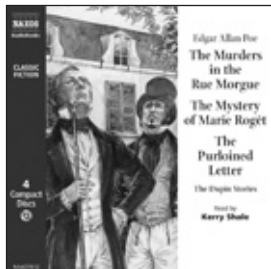 NAXOS
AudioBooks
CLASSIC
FICTION
4
Compact
Discs
Edgar Allan Poe
The Murders
in the
Rue Morgue
The Mystery
of Marie Rogêt
The
Purloined
Letter
The Dupin Stories
Read by
Kerry Shale